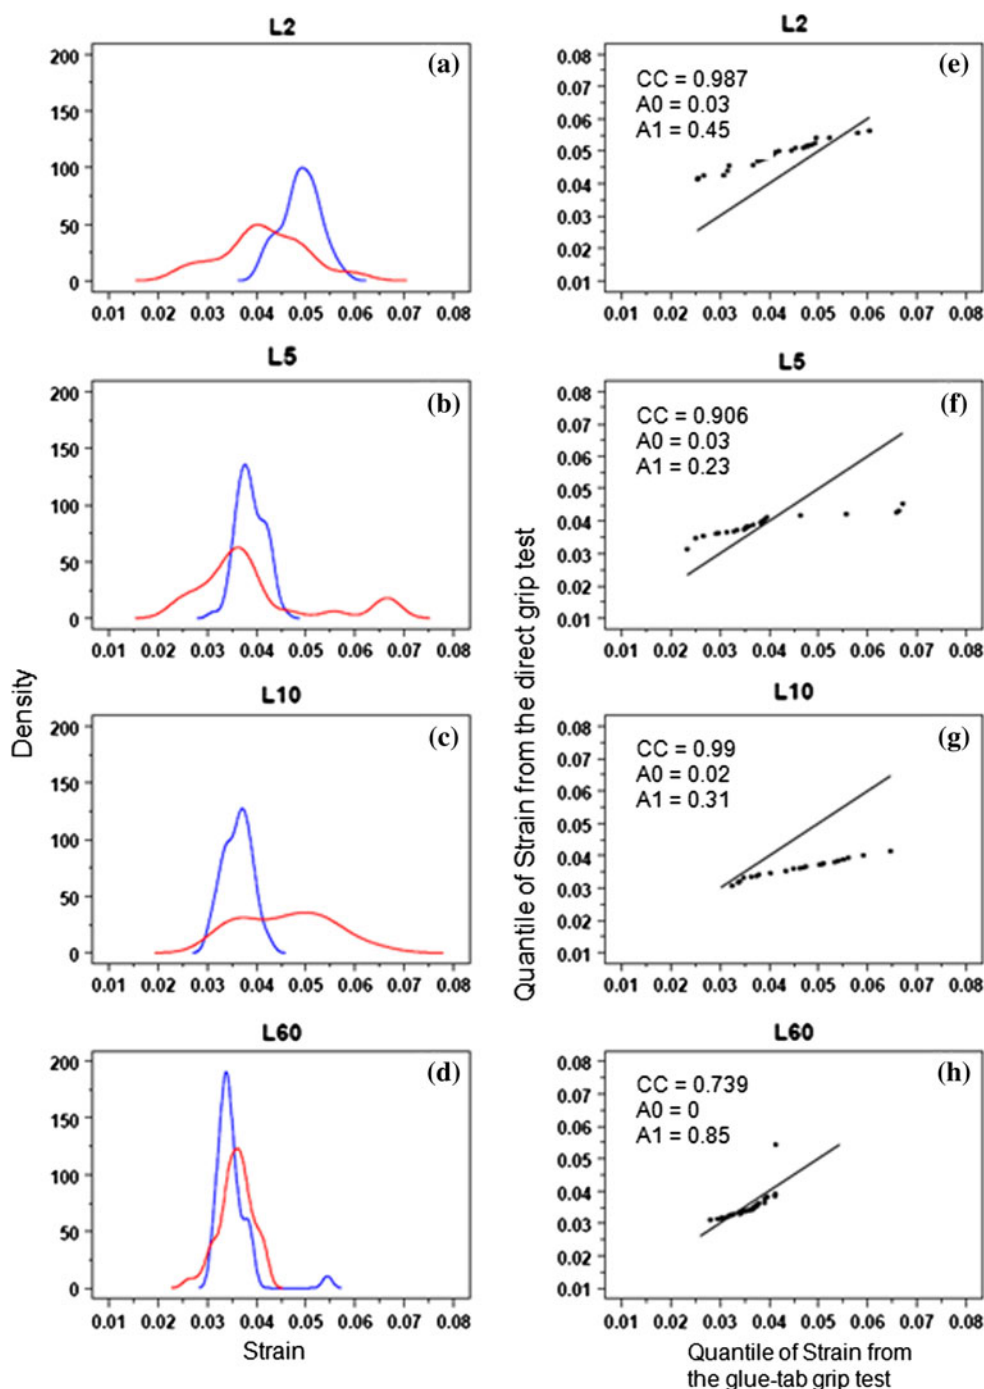 L2
(a)
200
150
100
50
0
0.01 0.02 0.03 0.04 0.05 0.06 0.07 0.08
L5
(b)
200
150
100
50
0
0.01 0.02 0.03 0.04 0.05 0.06 0.07 0.08
L10
(c)
200
150
100
50
0
0.01 0.02 0.03 0.04 0.05 0.06 0.07 0.08
L60
(d)
200
150
100
50
0
0.01 0.02 0.03 0.04 0.05 0.06 0.07 0.08
Strain
Density
L2
(e)
CC = 0.987
A0 = 0.03
A1 = 0.45
0.08
0.07
0.06
0.05
0.04
0.03
0.02
0.01
0.01 0.02 0.03 0.04 0.05 0.06 0.07 0.08
L5
(f)
CC = 0.906
A0 = 0.03
A1 = 0.23
0.08
0.07
0.06
0.05
0.04
0.03
0.02
0.01
0.01 0.02 0.03 0.04 0.05 0.06 0.07 0.08
L10
(g)
CC = 0.99
A0 = 0.02
A1 = 0.31
0.08
0.07
0.06
0.05
0.04
0.03
0.02
0.01
0.01 0.02 0.03 0.04 0.05 0.06 0.07 0.08
L60
(h)
CC = 0.739
A0 = 0
A1 = 0.85
0.08
0.07
0.06
0.05
0.04
0.03
0.02
0.01
0.01 0.02 0.03 0.04 0.05 0.06 0.07 0.08
Quantile of Strain from
the glue-tab grip test
Quantile of Strain from the direct grip test